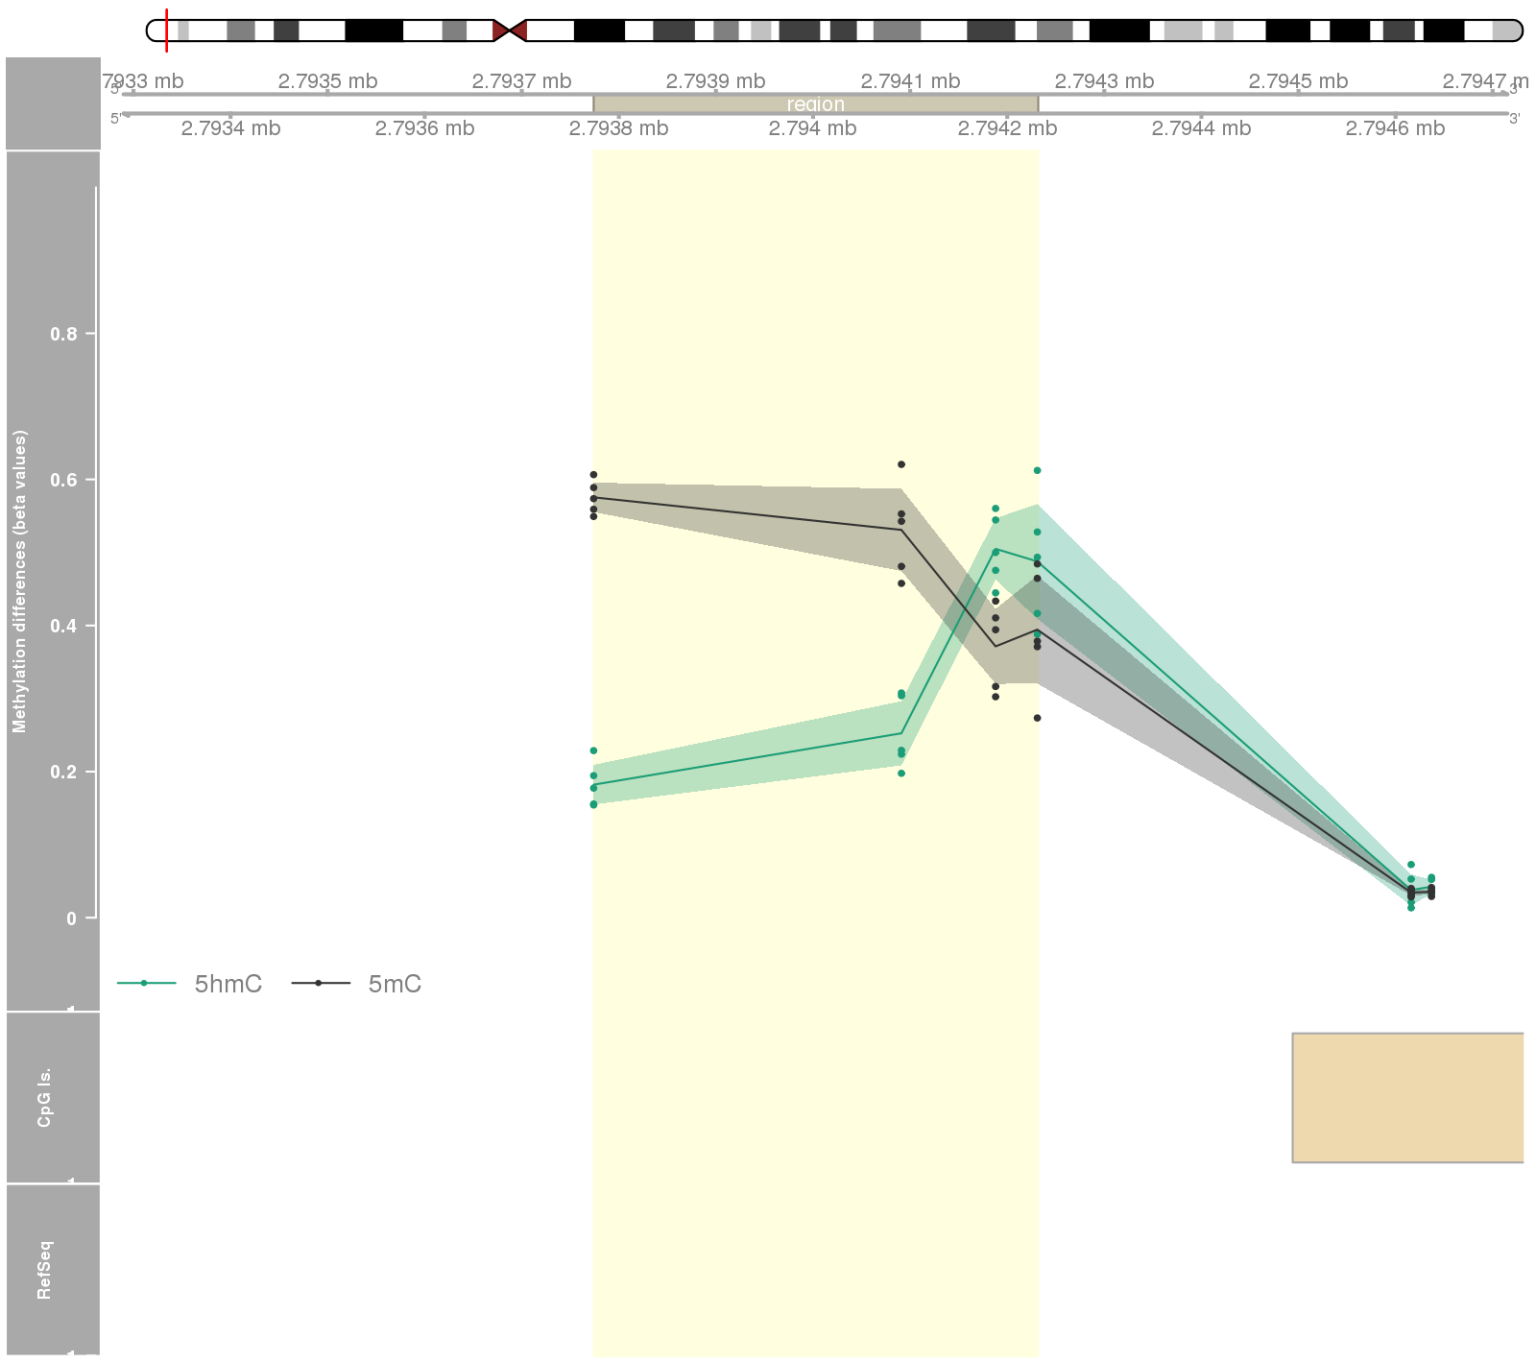 7933 mb 2.7935 mb 2.7937 mb 2.7939 mb 2.7941 mb 2.7943 mb 2.7945 mb 2.7947 m
3'
region
5'
3'
2.7934 mb 2.7936 mb 2.7938 mb 2.794 mb 2.7942 mb 2.7944 mb 2.7946 mb
Methylation differences (beta values)
0.8
0.6
0.4
0.2
0
5hmC 5mC
CpG Is.
RefSeq